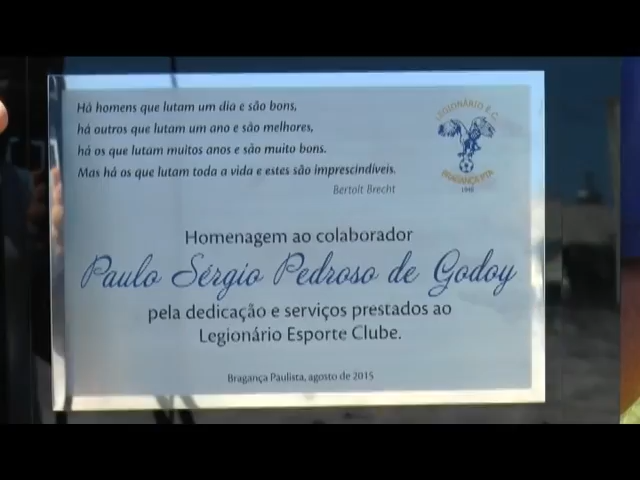 Há homens que lutam um dia e são bons,
há outros que lutam um ano e são melhores,
há os que lutam muitos anos e são muito bons.
Mas há os que lutam toda a vida e estes são imprescindíveis.
Bertolt Brecht
LEGIONÁRIO E.C.
BRAGANÇA PTA
Homenagem ao colaborador
Paulo Sérgio Pedroso de Godoy
pela dedicação e serviços prestados ao
Legionário Esporte Clube.
Bragança Paulista, agosto de 2015